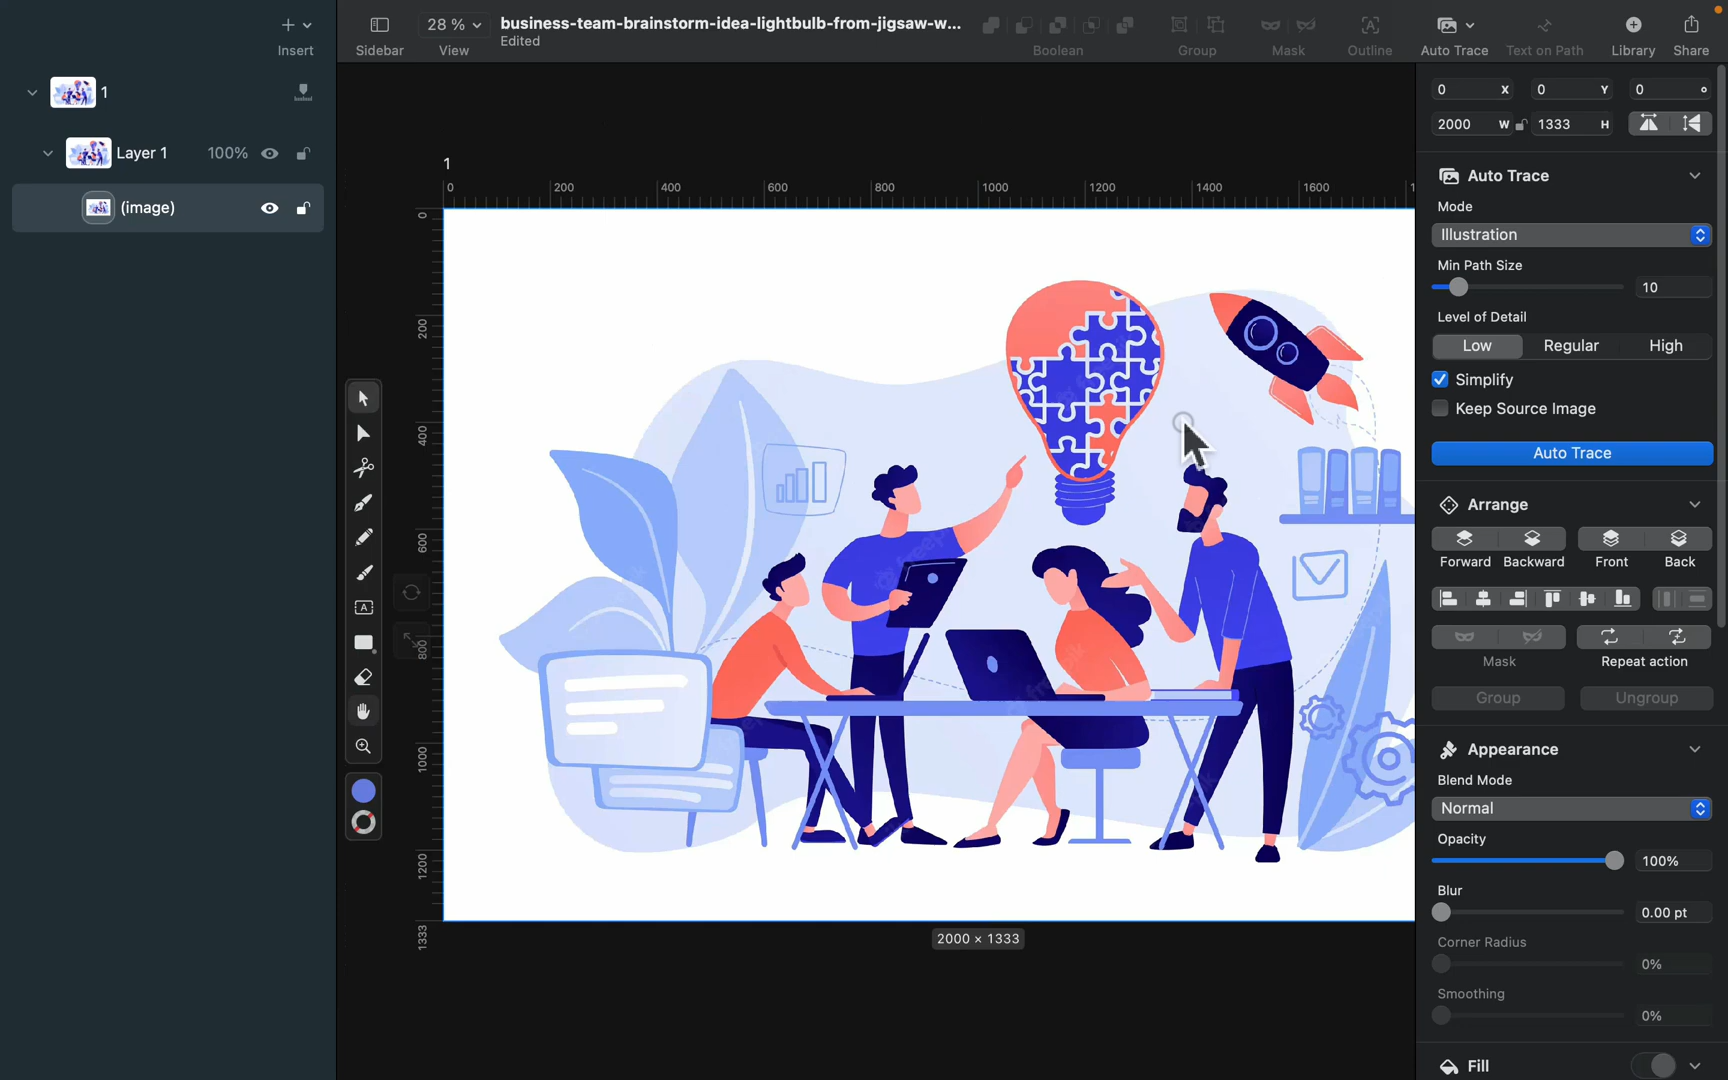 Insert
Sidebar
28 %
View
business-team-brainstorm-idea-lightbulb-from-jigsaw-w...
Edited
Boolean
Group
Mask
Outline
Auto Trace
Text on Path
Library
Share
1
Layer 1
100%
(image)
1
0
200
400
600
800
1000
1200
1400
1600
0
200
400
600
800
1000
1200
1333
2000 × 1333
0 X
0 Y
0 °
2000 W
1333 H
Auto Trace
Mode
Illustration
Min Path Size
10
Level of Detail
Low
Regular
High
Simplify
Keep Source Image
Auto Trace
Arrange
Forward
Backward
Front
Back
Mask
Repeat action
Group
Ungroup
Appearance
Blend Mode
Normal
Opacity
100%
Blur
0.00 pt
Corner Radius
0%
Smoothing
0%
Fill